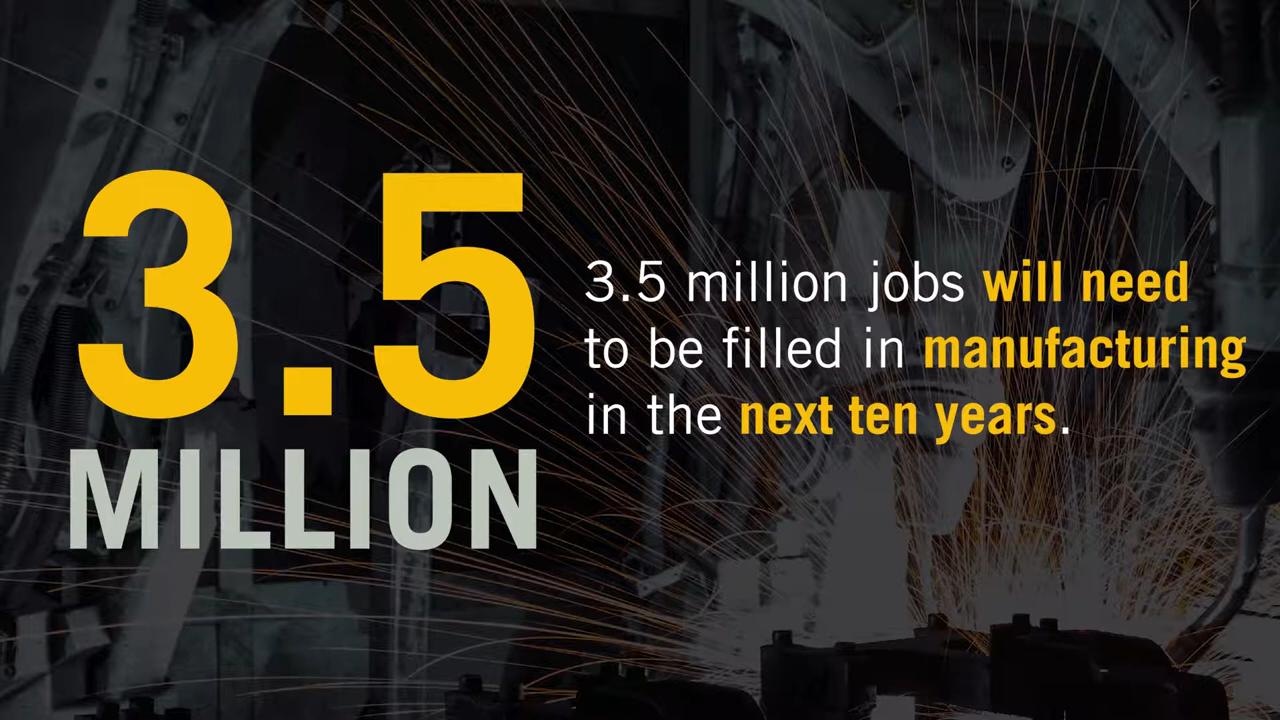 3.5
MILLION
3.5 million jobs will need
to be filled in manufacturing
in the next ten years.